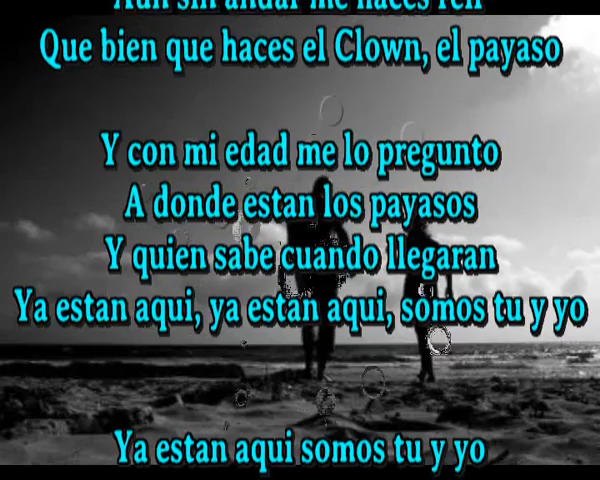 Aun sin andar me haces reir
Que bien que haces el Clown, el payaso
Y con mi edad me lo pregunto
A donde estan los payasos
Y quien sabe cuando llegaran
Ya estan aqui, ya estan aqui, somos tu y yo
Ya estan aqui somos tu y yo